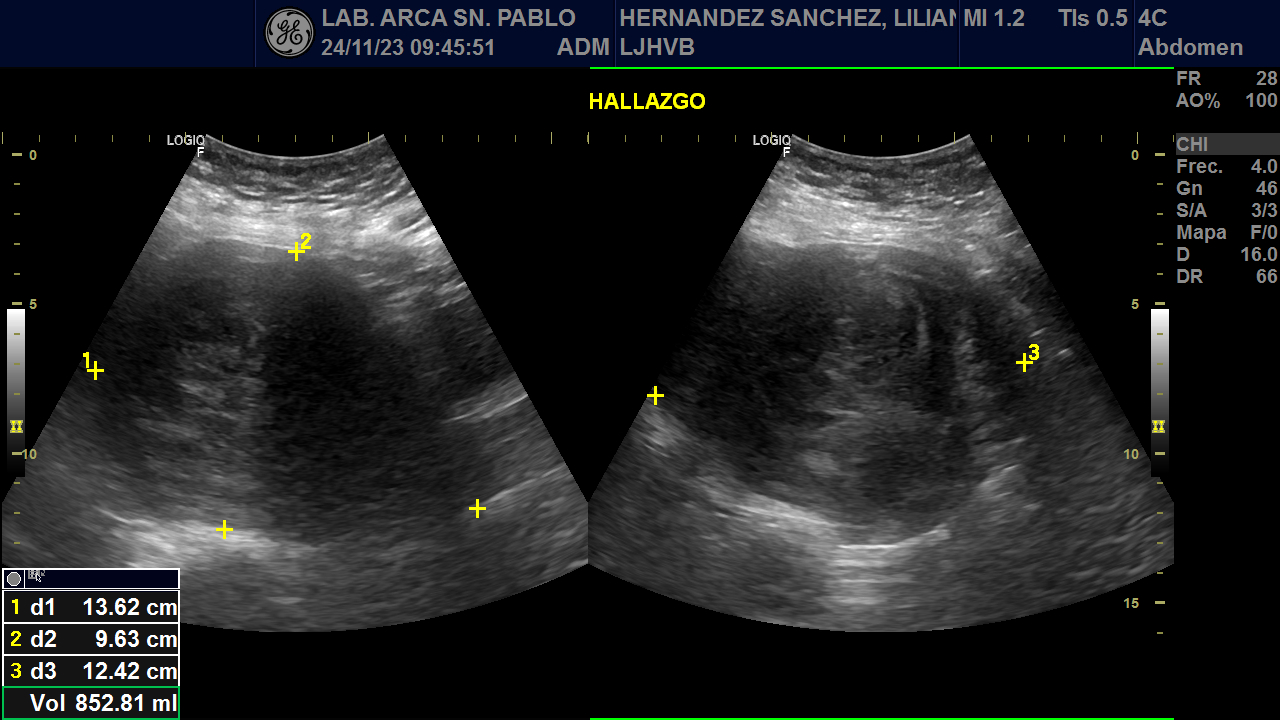 LAB. ARCA SN. PABLO
24/11/23 09:45:51 ADM
HERNANDEZ SANCHEZ, LILIAN
LJHVB
MI 1.2 TIs 0.5
4C
Abdomen
HALLAZGO
FR 28
AO% 100
CHI
Frec. 4.0
Gn 46
S/A 3/3
Mapa F/0
D 16.0
DR 66
LOGIQ
F
LOGIQ
F
0
5
10
0
5
10
15
1
2
3
1 d1 13.62 cm
2 d2 9.63 cm
3 d3 12.42 cm
Vol 852.81 ml